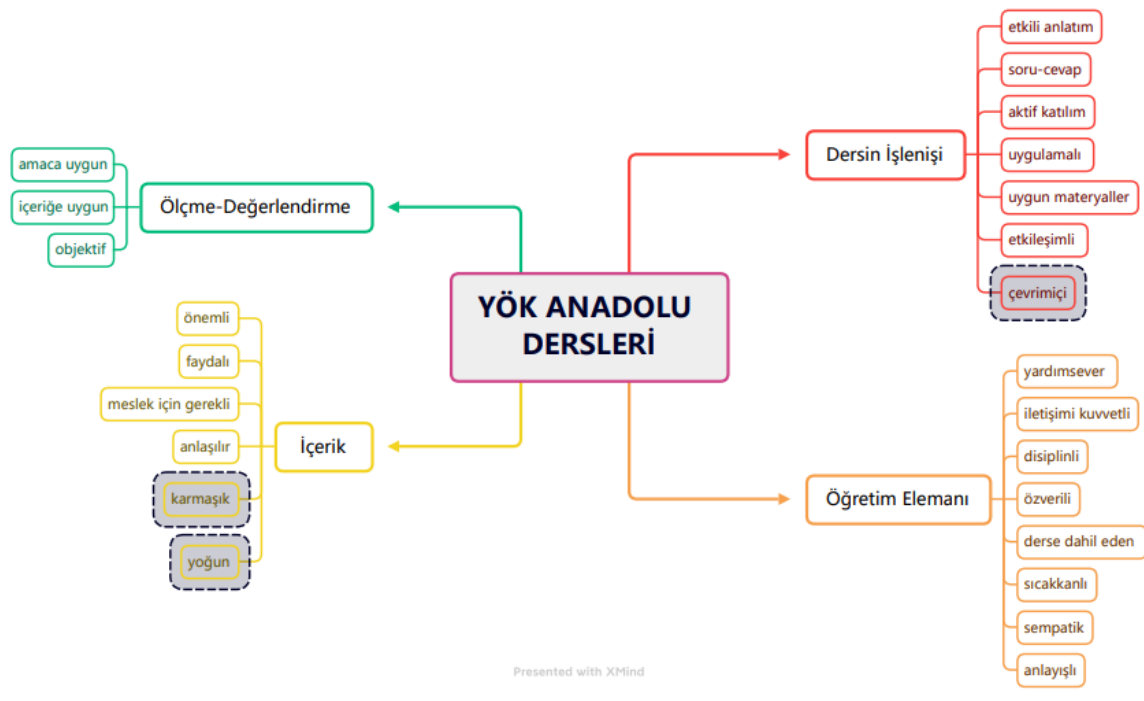 YÖK ANADOLU
DERSLERİ
Dersin İşlenişi
etkili anlatım
soru-cevap
aktif katılım
uygulamalı
uygun materyaller
etkileşimli
çevrimiçi
Öğretim Elemanı
yardımsever
iletişimi kuvvetli
disiplinli
özverili
derse dahil eden
sıcakkanlı
sempatik
anlayışlı
Ölçme-Değerlendirme
amaca uygun
içeriğe uygun
objektif
İçerik
önemli
faydalı
meslek için gerekli
anlaşılır
karmaşık
yoğun
Presented with XMind